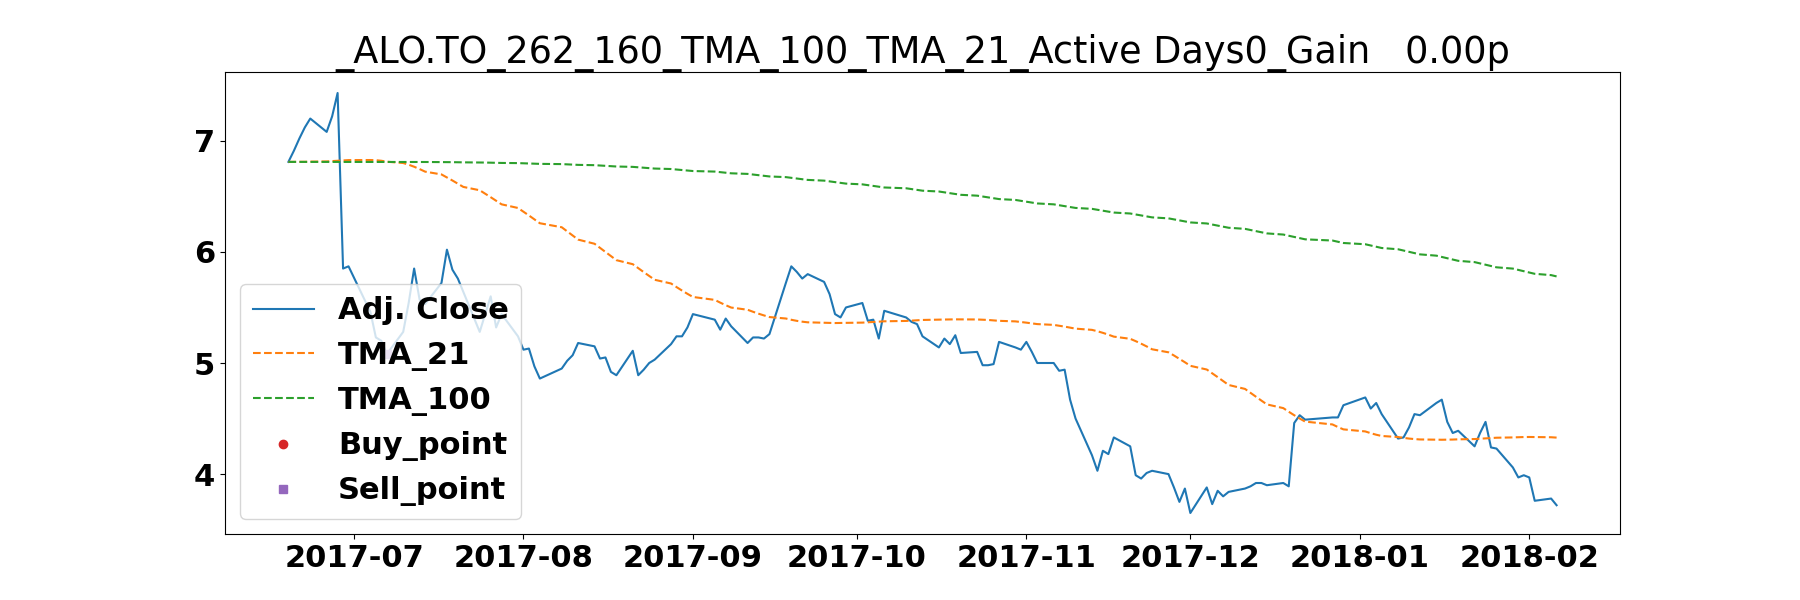 _ALO.TO_262_160_TMA_100_TMA_21_Active Days0_Gain   0.00p
7
6
5
4
Adj. Close
TMA_21
TMA_100
Buy_point
Sell_point
2017-07 2017-08 2017-09 2017-10 2017-11 2017-12 2018-01 2018-02